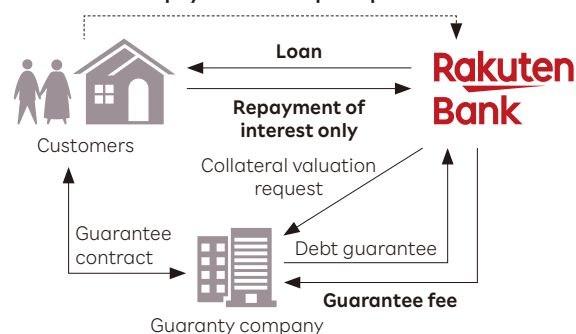 Loan
Rakuten
Bank
Repayment of
interest only
Customers
Collateral valuation
request
Guarantee
contract
Debt guarantee
Guarantee fee
Guaranty company